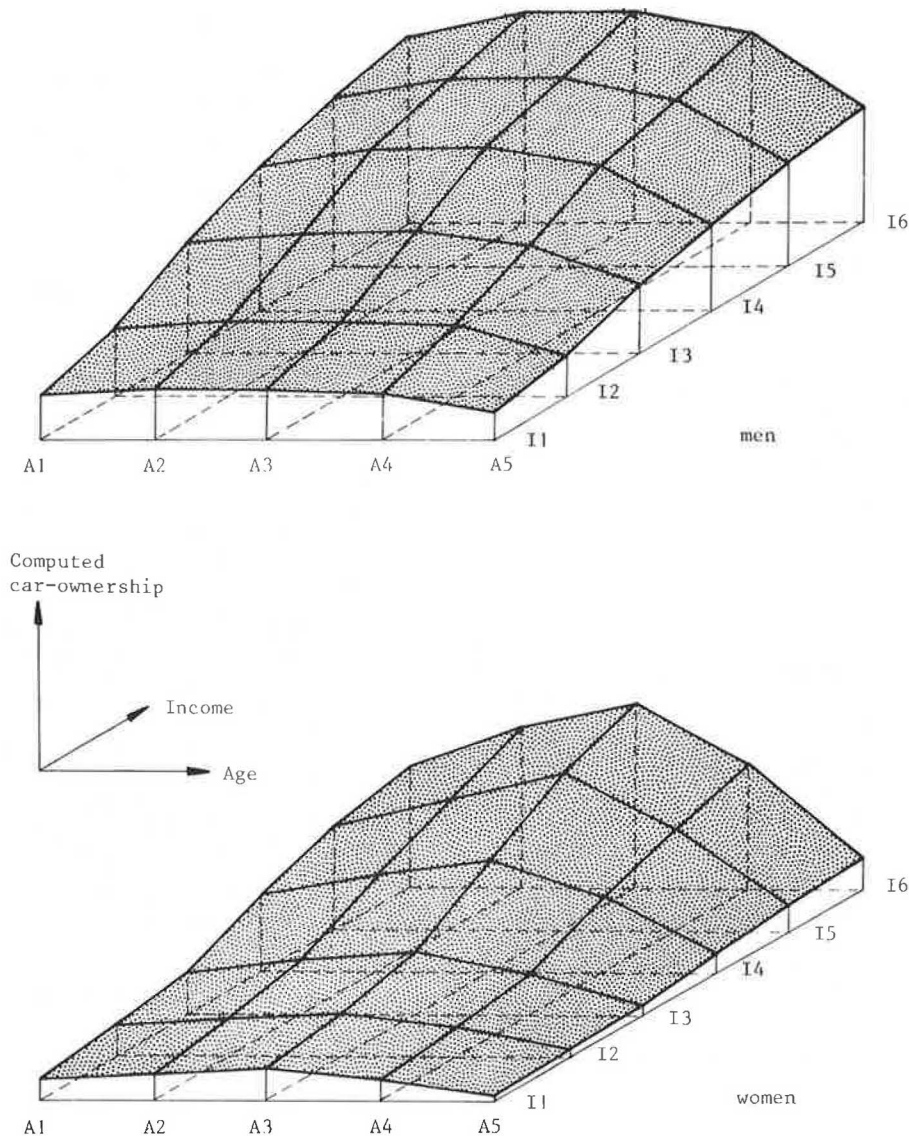 I6
I5
I4
I3
I2
I1
men
A1 A2 A3 A4 A5
Computed
car-ownership
Income
Age
I6
I5
I4
I3
I2
I1
women
A1 A2 A3 A4 A5